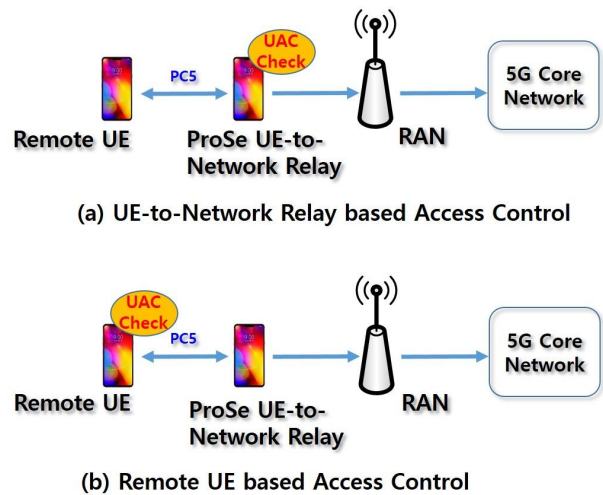 UAC
Check
PC5
5G Core
Network
Remote UE
ProSe UE-to-
Network Relay
RAN
(a) UE-to-Network Relay based Access Control
UAC
Check
PC5
5G Core
Network
Remote UE
ProSe UE-to-
Network Relay
RAN
(b) Remote UE based Access Control